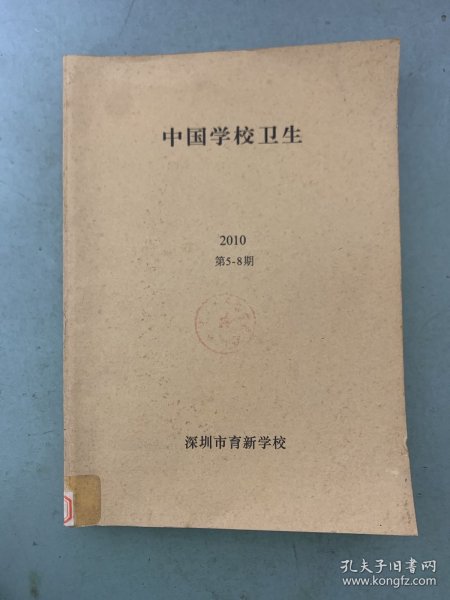 中国学校卫生
2010
第5-8期
深圳市育新学校
孔夫子旧书网
www.kongfz.com